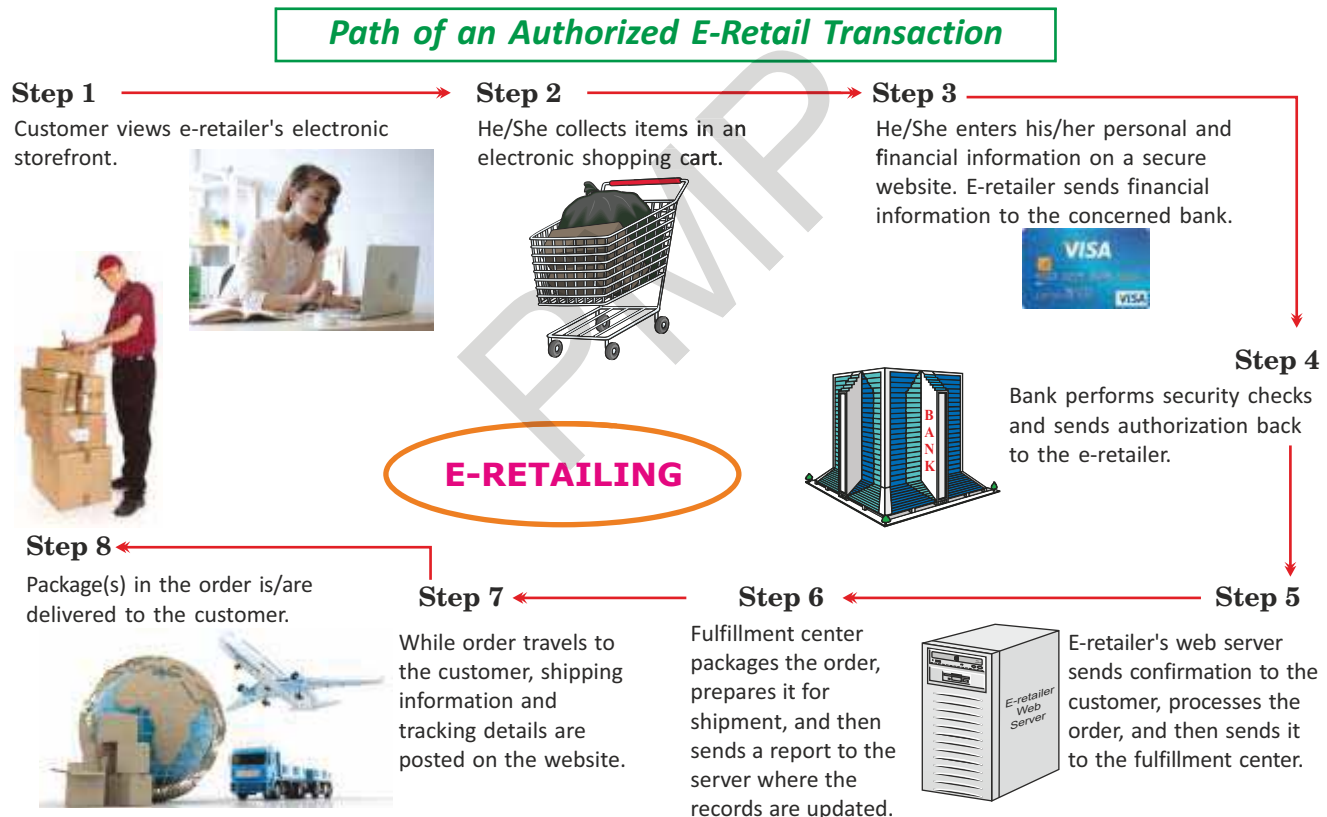 Path of an Authorized E-Retail Transaction
Step 1
Customer views e-retailer's electronic
storefront.
Step 2
He/She collects items in an
electronic shopping cart.
Step 3
He/She enters his/her personal and
financial information on a secure
website. E-retailer sends financial
information to the concerned bank.
VISA
VISA
Step 4
Bank performs security checks
and sends authorization back
to the e-retailer.
BANK
E-RETAILING
PMP
Step 5
E-retailer's web server
sends confirmation to the
customer, processes the
order, and then sends it
to the fulfillment center.
E-retailer
Web
Server
Step 6
Fulfillment center
packages the order,
prepares it for
shipment, and then
sends a report to the
server where the
records are updated.
Step 7
While order travels to
the customer, shipping
information and
tracking details are
posted on the website.
Step 8
Package(s) in the order is/are
delivered to the customer.